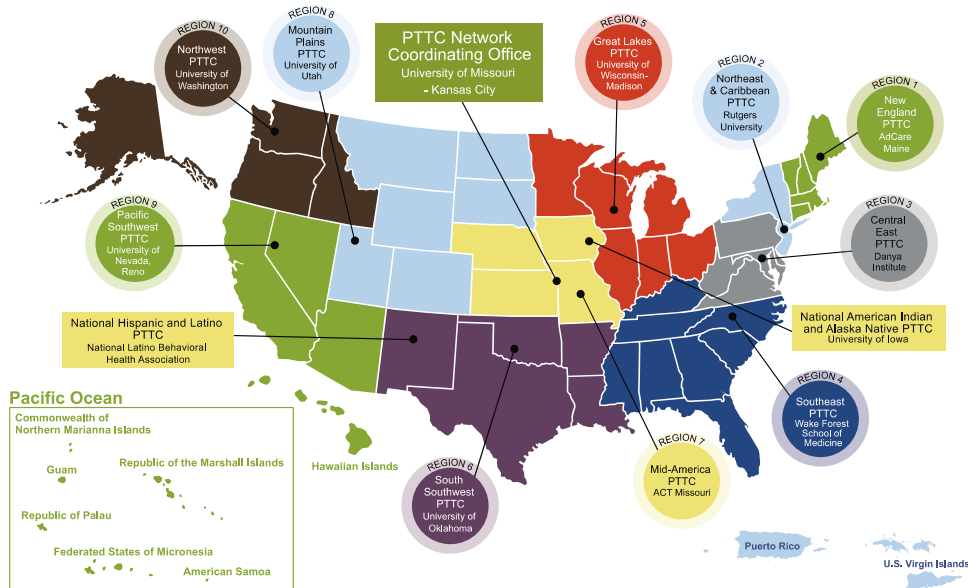 REGION 10
Northwest
PTTC
University of
Washington
REGION 8
Mountain
Plains
PTTC
University of
Utah
PTTC Network
Coordinating Office
University of Missouri
- Kansas City
REGION 5
Great Lakes
PTTC
University of
Wisconsin-
Madison
REGION 2
Northeast
& Caribbean
PTTC
Rutgers
University
REGION 1
New
England
PTTC
AdCare
Maine
REGION 9
Pacific
Southwest
PTTC
University of
Nevada,
Reno
REGION 3
Central
East
PTTC
Danya
Institute
National Hispanic and Latino
PTTC
National Latino Behavioral
Health Association
National American Indian
and Alaska Native PTTC
University of Iowa
REGION 4
Southeast
PTTC
Wake Forest
School of
Medicine
REGION 7
Mid-America
PTTC
ACT Missouri
REGION 6
South
Southwest
PTTC
University of
Oklahoma
Pacific Ocean
Commonwealth of
Northern Marianna Islands
Guam
Republic of the Marshall Islands
Republic of Palau
Federated States of Micronesia
American Samoa
Hawaiian Islands
Puerto Rico
U.S. Virgin Islands